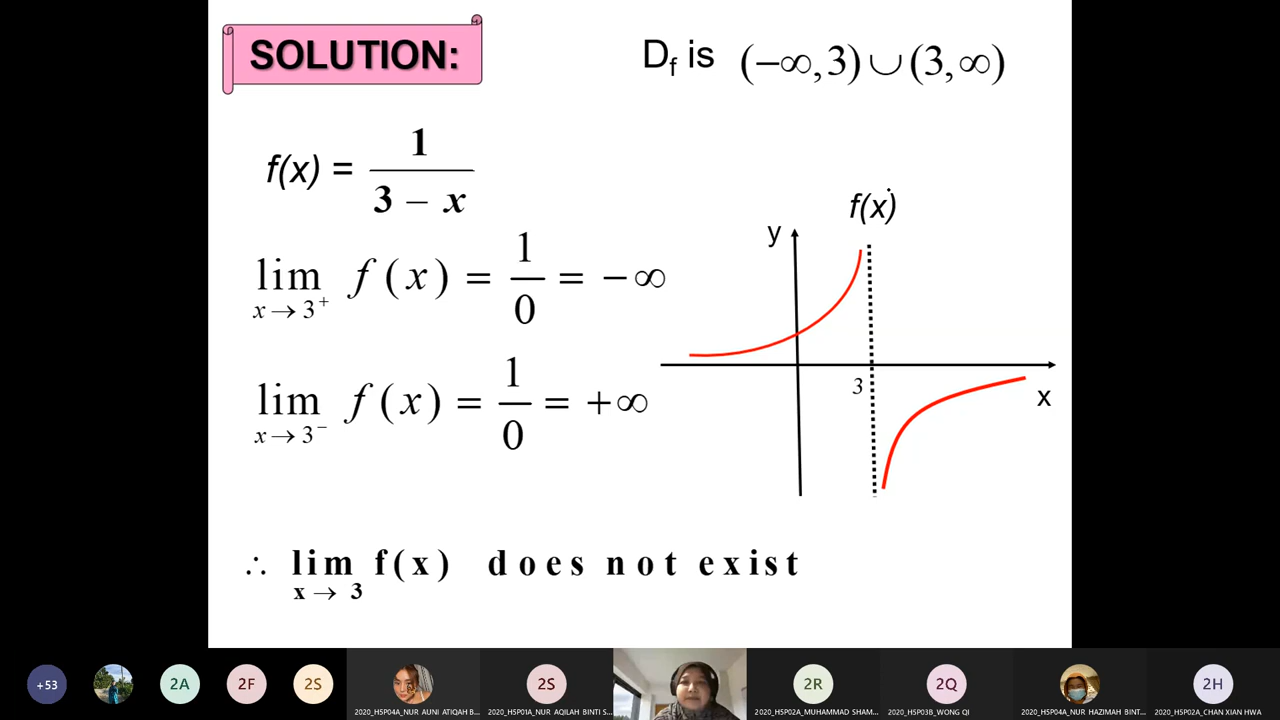 SOLUTION:
Df is (−∞,3)∪(3,∞)
f(x) = 1/(3 − x)
lim x→3⁺ f(x) = 1/0 = −∞
lim x→3⁻ f(x) = 1/0 = +∞
f(x)
y
3
x
∴ lim x→3 f(x) does not exist
+53
2A
2F
2S
2S
2R
2Q
2H
2020_HSP04A_NUR AUNI ATIQAH B...
2020_HSP01A_NUR AQILAH BINTI S...
2020_HSP02A_MUHAMMAD SHAM...
2020_HSP03B_WONG QI
2020_HSP04A_NUR HAZIMAH BINT...
2020_HSP02A_CHAN XIAN HWA